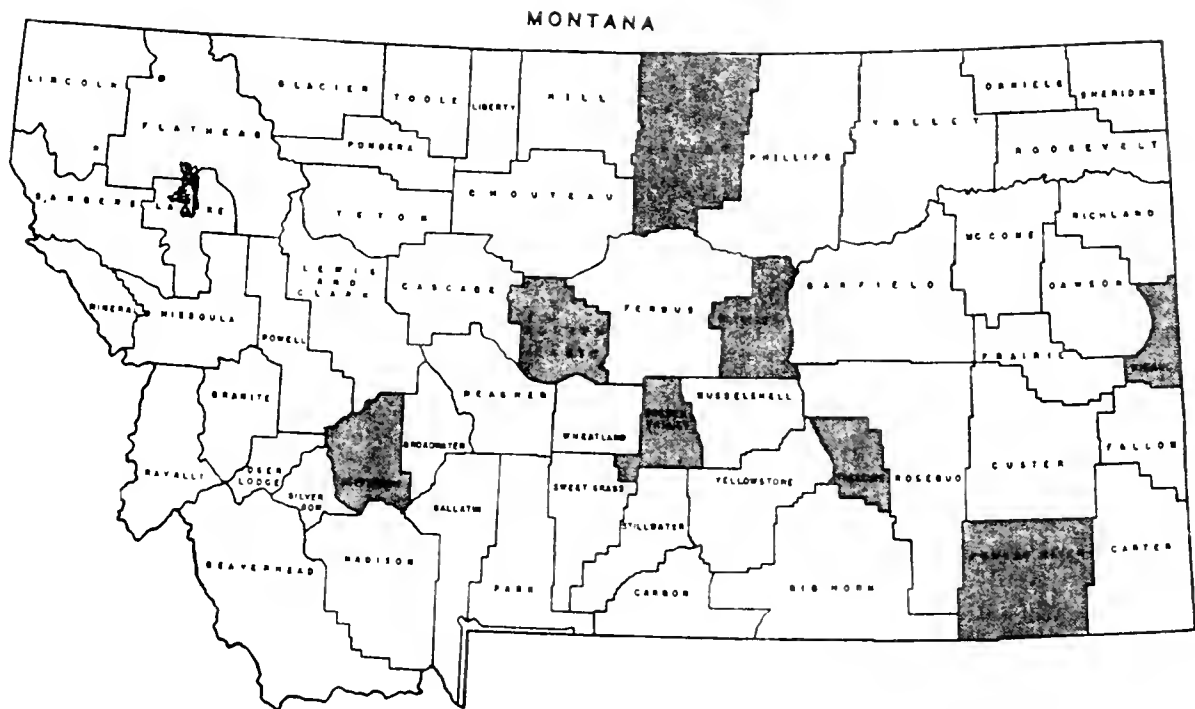 MONTANA
LINCOLN
FLATHEAD
GLACIER
TOOLE
LIBERTY
HILL
PHILLIPS
VALLEY
DANIELS
SHERIDAN
ROOSEVELT
PONDERA
CHOUTEAU
TETON
SANDERS
LAKE
RICHLAND
MCCONE
LEWIS
AND
CLARK
CASCADE
FERGUS
GARFIELD
DAWSON
MINERAL
MISSOULA
POWELL
PRAIRIE
WIBAUX
GRANITE
MEAGHER
MUSSELSHELL
GOLDEN
VALLEY
WHEATLAND
BROADWATER
RAVALLI
DEER
LODGE
SILVER
BOW
JEFFERSON
GALLATIN
SWEET GRASS
STILLWATER
YELLOWSTONE
TREASURE
ROSEBUD
CUSTER
FALLON
BEAVERHEAD
MADISON
PARK
CARBON
BIG HORN
POWDER RIVER
CARTER